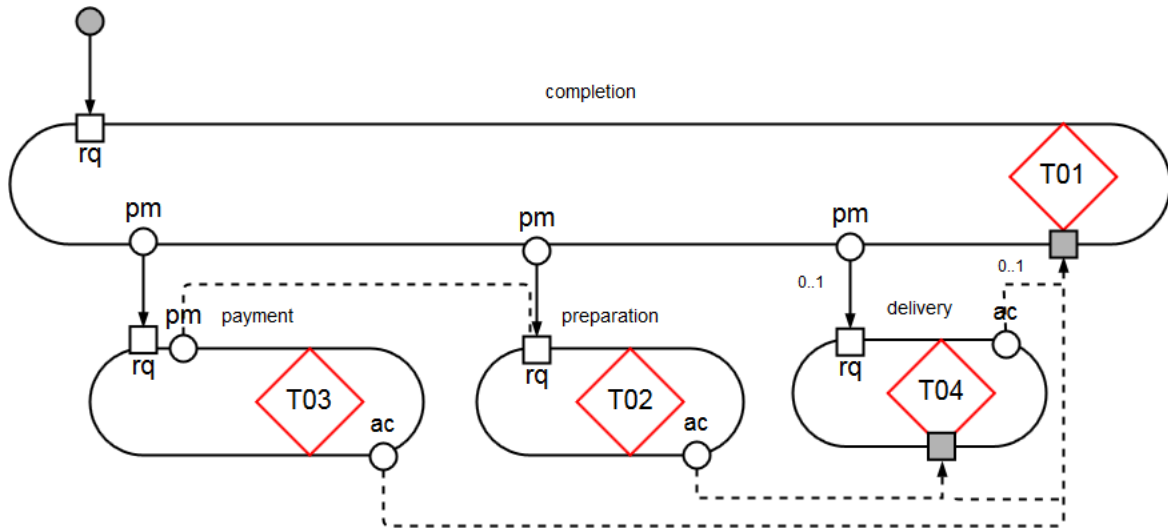 completion
rq
T01
pm
pm
pm
0..1
0..1
pm
payment
preparation
delivery
ac
rq
rq
rq
T03
T02
T04
ac
ac